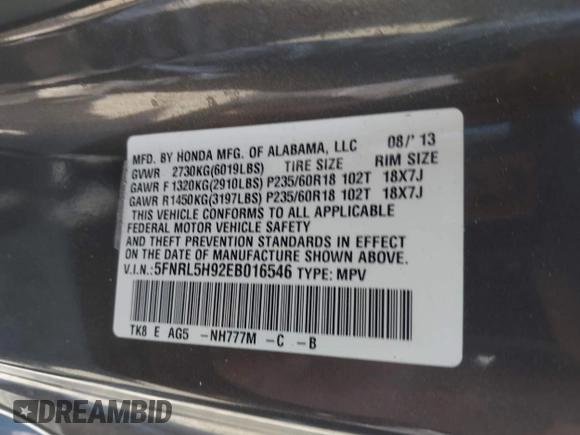 MFD. BY HONDA MFG. OF ALABAMA, LLC 08/'13
GVWR 2730KG(6019LBS) TIRE SIZE RIM SIZE
GAWR F 1320KG(2910LBS) P235/60R18 102T 18X7J
GAWR R1450KG(3197LBS) P235/60R18 102T 18X7J
THIS VEHICLE CONFORMS TO ALL APPLICABLE
FEDERAL MOTOR VEHICLE SAFETY
AND THEFT PREVENTION STANDARDS IN EFFECT
ON THE DATE OF MANUFACTURE SHOWN ABOVE.
V.I.N.: 5FNRL5H92EB016546 TYPE: MPV
TK8 E AG5 -NH777M -C -B
DREAMBID